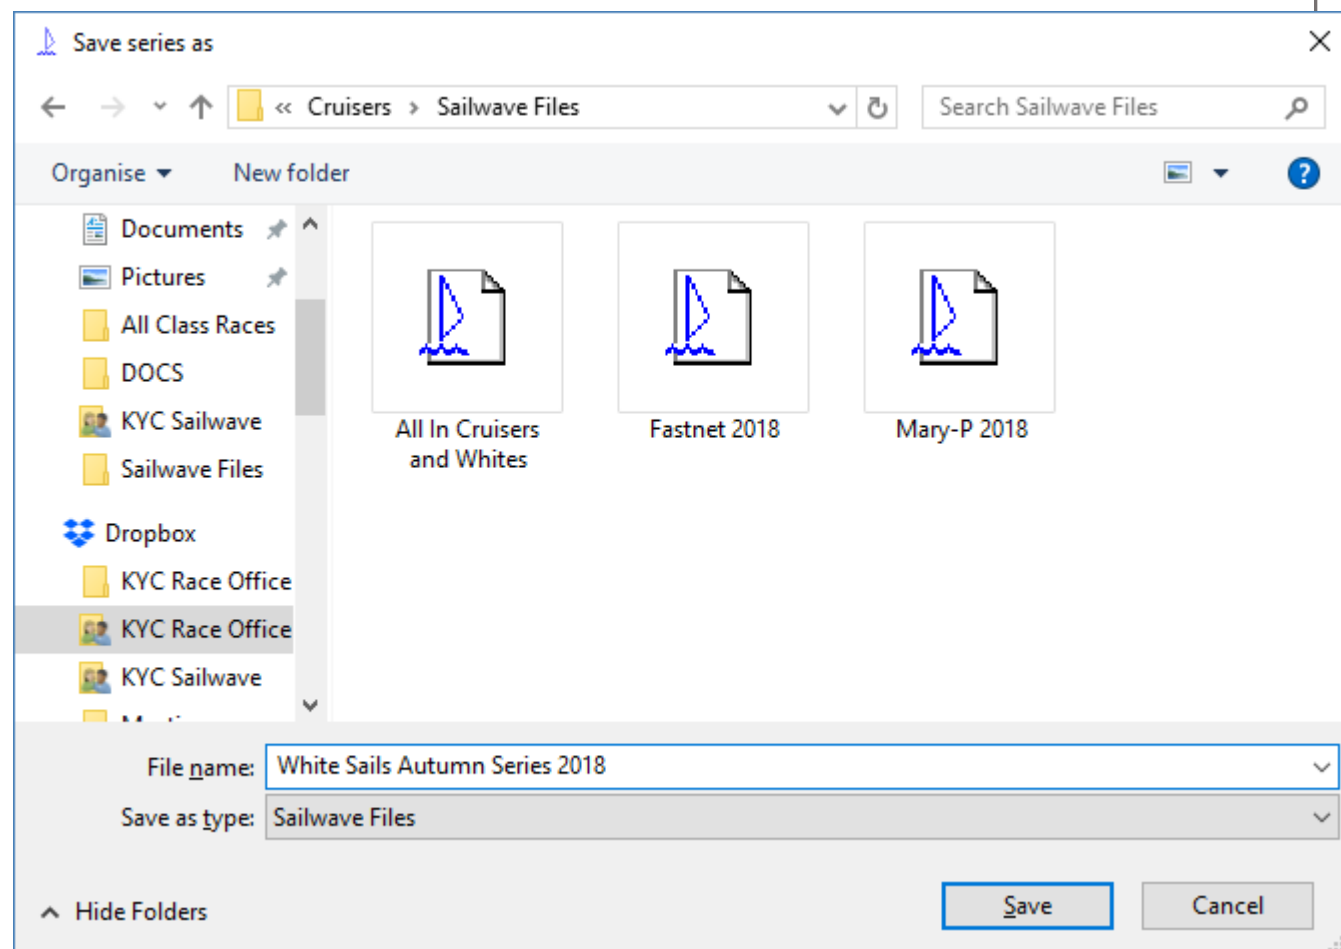 Save series as
« Cruisers › Sailwave Files
Search Sailwave Files
Organise
New folder
?
Documents
Pictures
All Class Races
DOCS
KYC Sailwave
Sailwave Files
Dropbox
KYC Race Office
KYC Race Office
KYC Sailwave
All In Cruisers
and Whites
Fastnet 2018
Mary-P 2018
File name: White Sails Autumn Series 2018
Save as type: Sailwave Files
Hide Folders
Save
Cancel